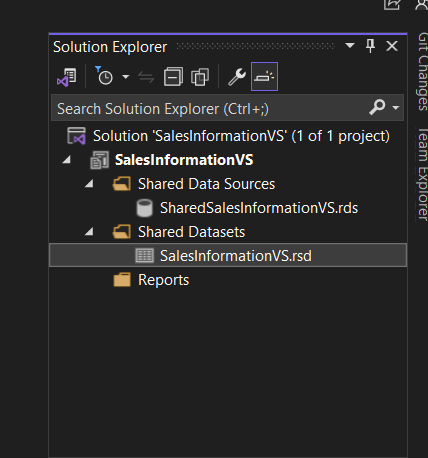 Solution Explorer
Search Solution Explorer (Ctrl+;)
Solution 'SalesInformationVS' (1 of 1 project)
SalesInformationVS
Shared Data Sources
SharedSalesInformationVS.rds
Shared Datasets
SalesInformationVS.rsd
Reports
Git Changes
Team Explorer